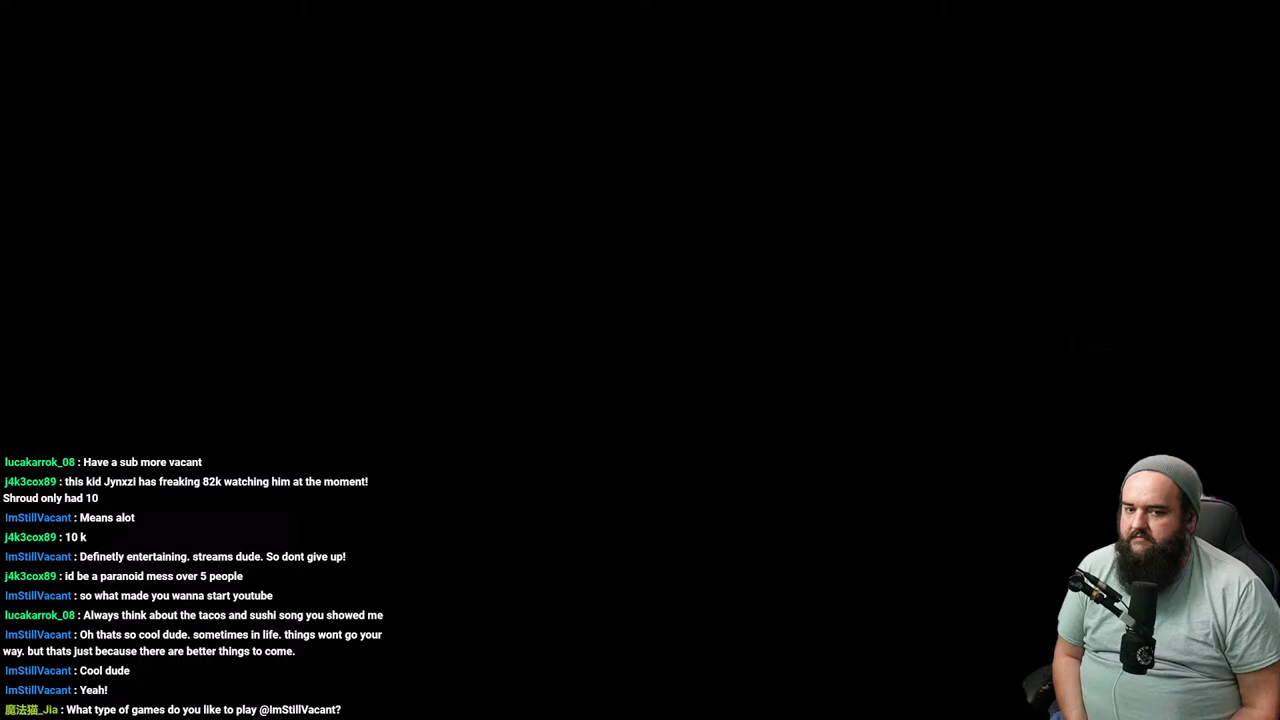 lucakarrok_08 : Have a sub more vacant
j4k3cox89 : this kid Jynxzi has freaking 82k watching him at the moment!
Shroud only had 10
ImStillVacant : Means alot
j4k3cox89 : 10 k
ImStillVacant : Definetly entertaining. streams dude. So dont give up!
j4k3cox89 : id be a paranoid mess over 5 people
ImStillVacant : so what made you wanna start youtube
lucakarrok_08 : Always think about the tacos and sushi song you showed me
ImStillVacant : Oh thats so cool dude. sometimes in life. things wont go your
way. but thats just because there are better things to come.
ImStillVacant : Cool dude
ImStillVacant : Yeah!
魔法猫_Jia : What type of games do you like to play @ImStillVacant?